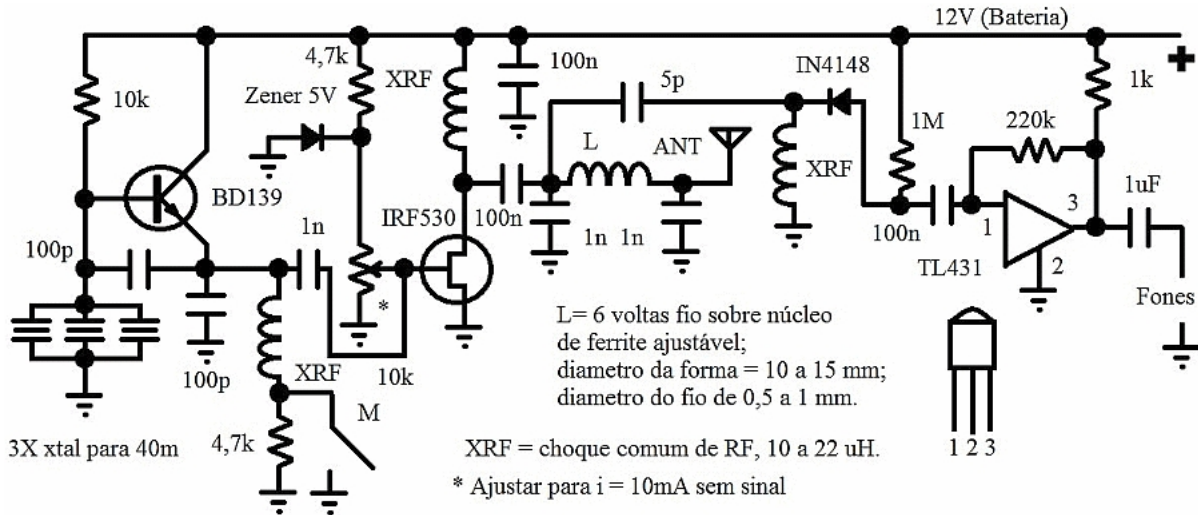 12V (Bateria)
+
4,7k
XRF
100n
5p
IN4148
1k
10k
Zener 5V
1M
220k
L
ANT
XRF
BD139
1uF
100n
IRF530
1n
1n 1n
100n
1
3
2
TL431
100p
*
Fones
L= 6 voltas fio sobre núcleo
de ferrite ajustável;
diametro da forma = 10 a 15 mm;
diametro do fio de 0,5 a 1 mm.
100p
XRF
10k
M
3X xtal para 40m
4,7k
XRF = choque comum de RF, 10 a 22 uH.
1 2 3
* Ajustar para i = 10mA sem sinal